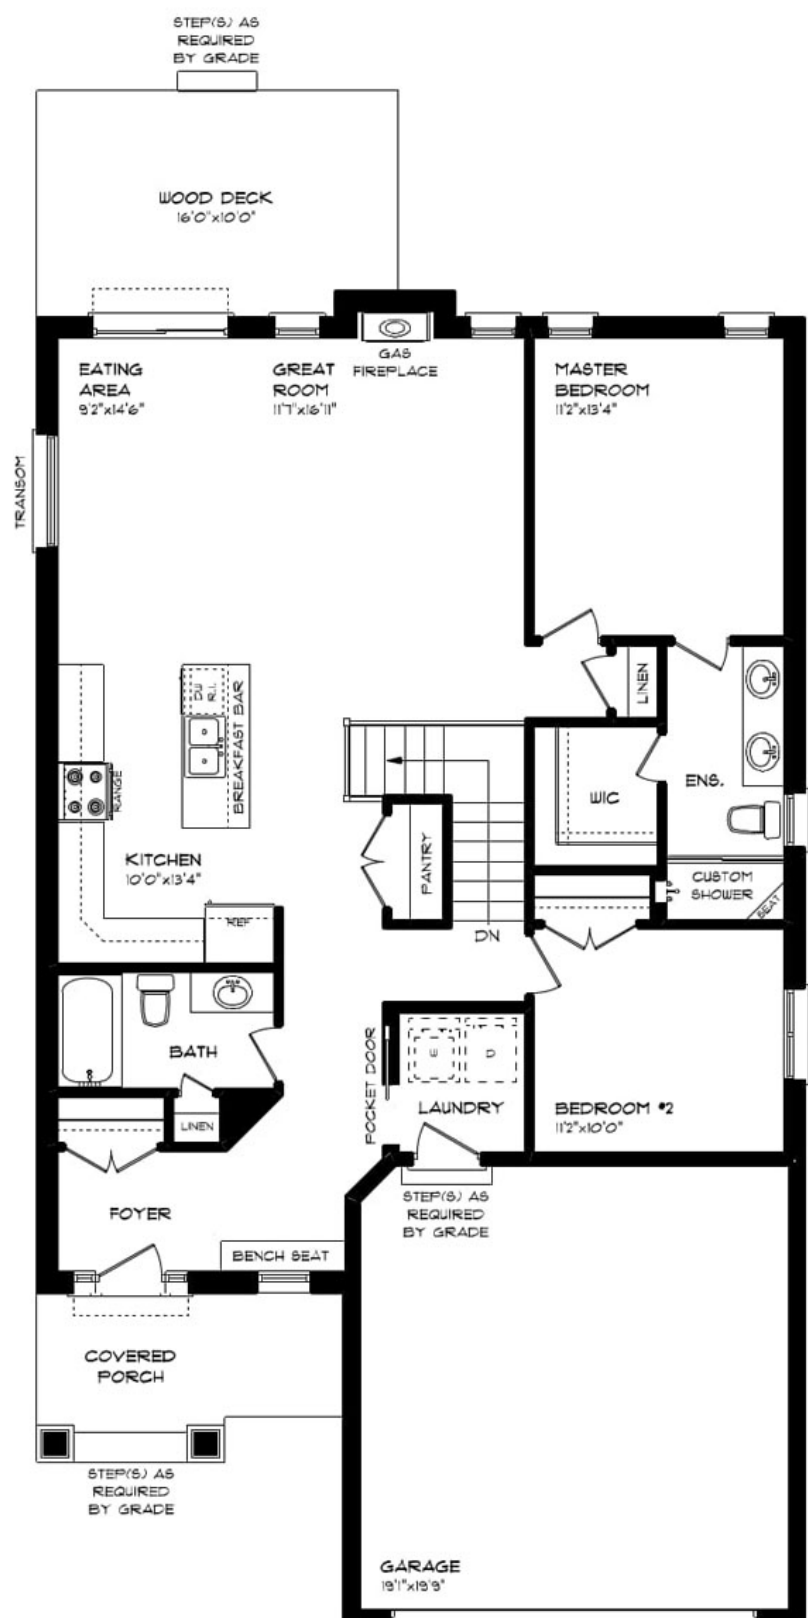 STEP(S) AS
REQUIRED
BY GRADE
WOOD DECK
16'0"x10'0"
EATING
AREA
9'2"x14'6"
GREAT
ROOM
11'7"x16'11"
GAS
FIREPLACE
MASTER
BEDROOM
11'2"x13'4"
TRANSOM
LINEN
DW
R.I.
BREAKFAST BAR
RANGE
WIC
ENS.
KITCHEN
10'0"x13'4"
PANTRY
CUSTOM
SHOWER
SEAT
REF
DN
BATH
POCKET DOOR
D
LAUNDRY
BEDROOM #2
11'2"x10'0"
LINEN
FOYER
STEP(S) AS
REQUIRED
BY GRADE
BENCH SEAT
COVERED
PORCH
STEP(S) AS
REQUIRED
BY GRADE
GARAGE
19'1"x19'9"